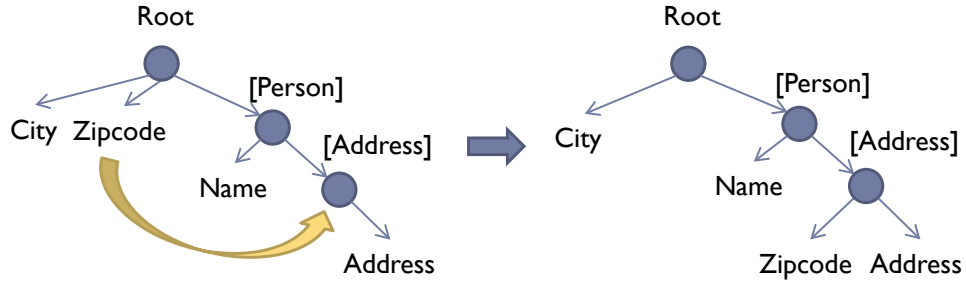 Root
[Person]
City Zipcode
[Address]
Name
Address
Root
[Person]
City
[Address]
Name
Zipcode Address